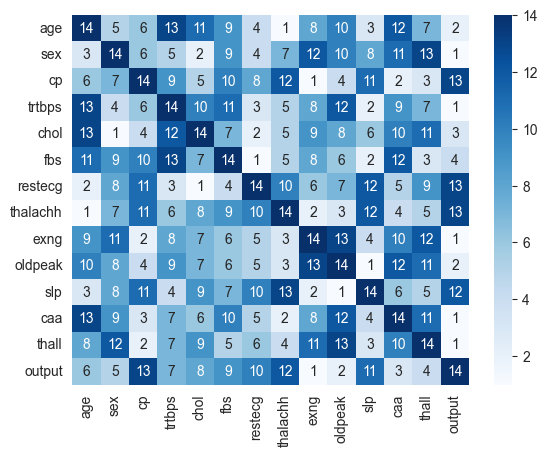 age 14 5 6 13 11 9 4 1 8 10 3 12 7 2
sex 3 14 6 5 2 9 4 7 12 10 8 11 13 1
cp 6 7 14 9 5 10 8 12 1 4 11 2 3 13
trtbps 13 4 6 14 10 11 3 5 8 12 2 9 7 1
chol 13 1 4 12 14 7 2 5 9 8 6 10 11 3
fbs 11 9 10 13 7 14 1 5 8 6 2 12 3 4
restecg 2 8 11 3 1 4 14 10 6 7 12 5 9 13
thalachh 1 7 11 6 8 9 10 14 2 3 12 4 5 13
exng 9 11 2 8 7 6 5 3 14 13 4 10 12 1
oldpeak 10 8 4 9 7 6 5 3 13 14 1 12 11 2
slp 3 8 11 4 9 7 10 13 2 1 14 6 5 12
caa 13 9 3 7 6 10 5 2 8 12 4 14 11 1
thall 8 12 2 7 9 5 6 4 11 13 3 10 14 1
output 6 5 13 7 8 9 10 12 1 2 11 3 4 14
age sex cp trtbps chol fbs restecg thalachh exng oldpeak slp caa thall output
14
12
10
8
6
4
2